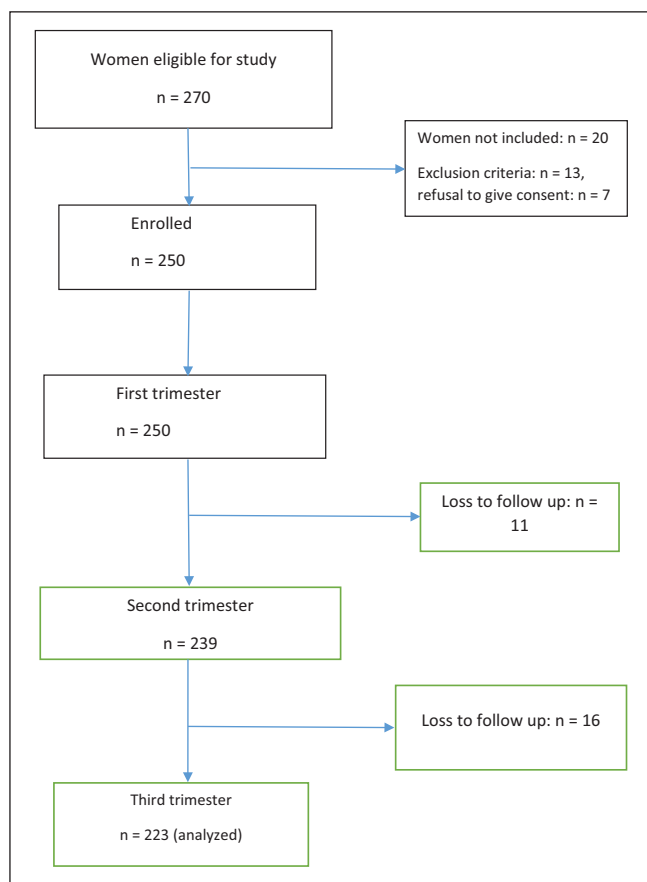 Women eligible for study
n = 270
Women not included: n = 20
Exclusion criteria: n = 13,
refusal to give consent: n = 7
Enrolled
n = 250
First trimester
n = 250
Loss to follow up: n =
11
Second trimester
n = 239
Loss to follow up: n = 16
Third trimester
n = 223 (analyzed)